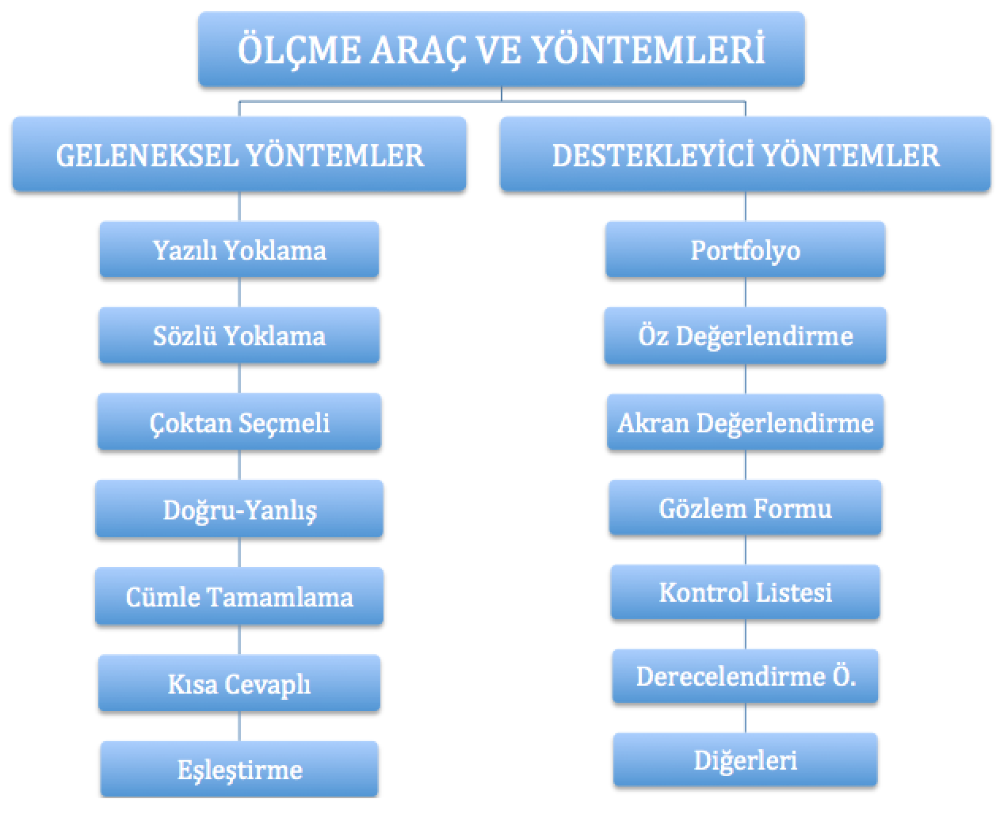 ÖLÇME ARAÇ VE YÖNTEMLERİ
GELENEKSEL YÖNTEMLER
Yazılı Yoklama
Sözlü Yoklama
Çoktan Seçmeli
Doğru-Yanlış
Cümle Tamamlama
Kısa Cevaplı
Eşleştirme
DESTEKLEYİCİ YÖNTEMLER
Portfolyo
Öz Değerlendirme
Akran Değerlendirme
Gözlem Formu
Kontrol Listesi
Derecelendirme Ö.
Diğerleri